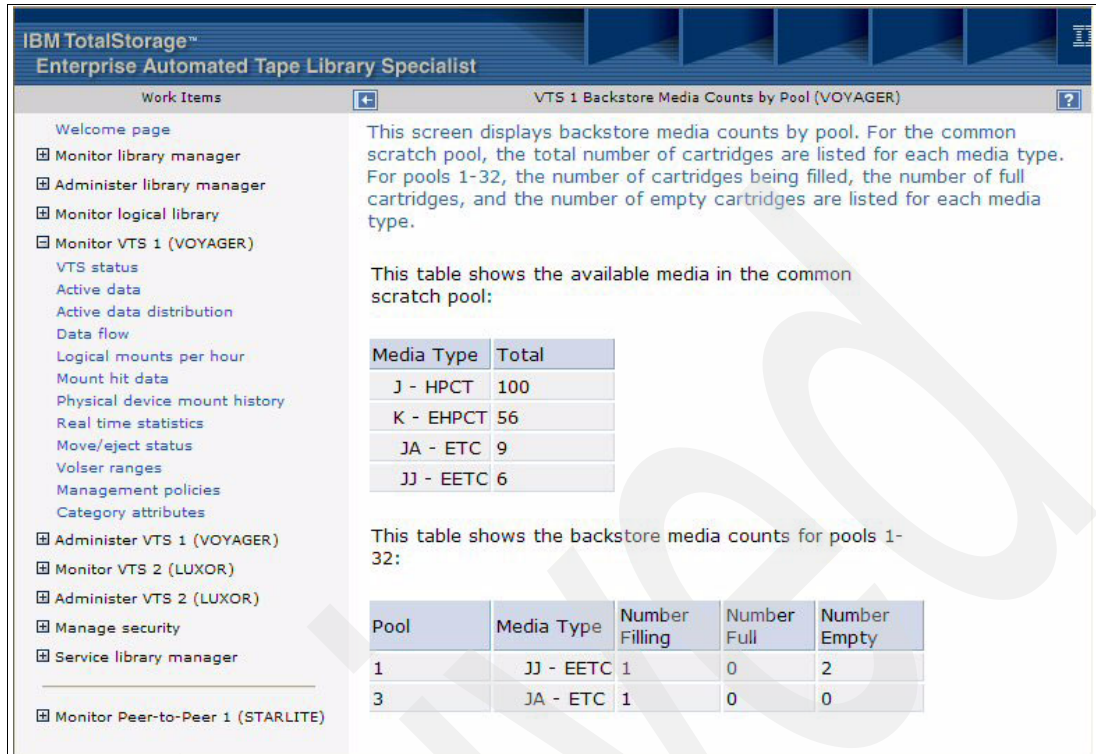 IBM TotalStorage™
Enterprise Automated Tape Library Specialist
Work Items
VTS 1 Backstore Media Counts by Pool (VOYAGER)
?
Welcome page
Monitor library manager
Administer library manager
Monitor logical library
Monitor VTS 1 (VOYAGER)
VTS status
Active data
Active data distribution
Data flow
Logical mounts per hour
Mount hit data
Physical device mount history
Real time statistics
Move/eject status
Volser ranges
Management policies
Category attributes
Administer VTS 1 (VOYAGER)
Monitor VTS 2 (LUXOR)
Administer VTS 2 (LUXOR)
Manage security
Service library manager
Monitor Peer-to-Peer 1 (STARLITE)
This screen displays backstore media counts by pool. For the common
scratch pool, the total number of cartridges are listed for each media type.
For pools 1-32, the number of cartridges being filled, the number of full
cartridges, and the number of empty cartridges are listed for each media
type.
This table shows the available media in the common
scratch pool:
Media Type Total
J - HPCT 100
K - EHPCT 56
JA - ETC 9
JJ - EETC 6
This table shows the backstore media counts for pools 1-
32:
Pool Media Type Number Filling Number Full Number Empty
1 JJ - EETC 1 0 2
3 JA - ETC 1 0 0